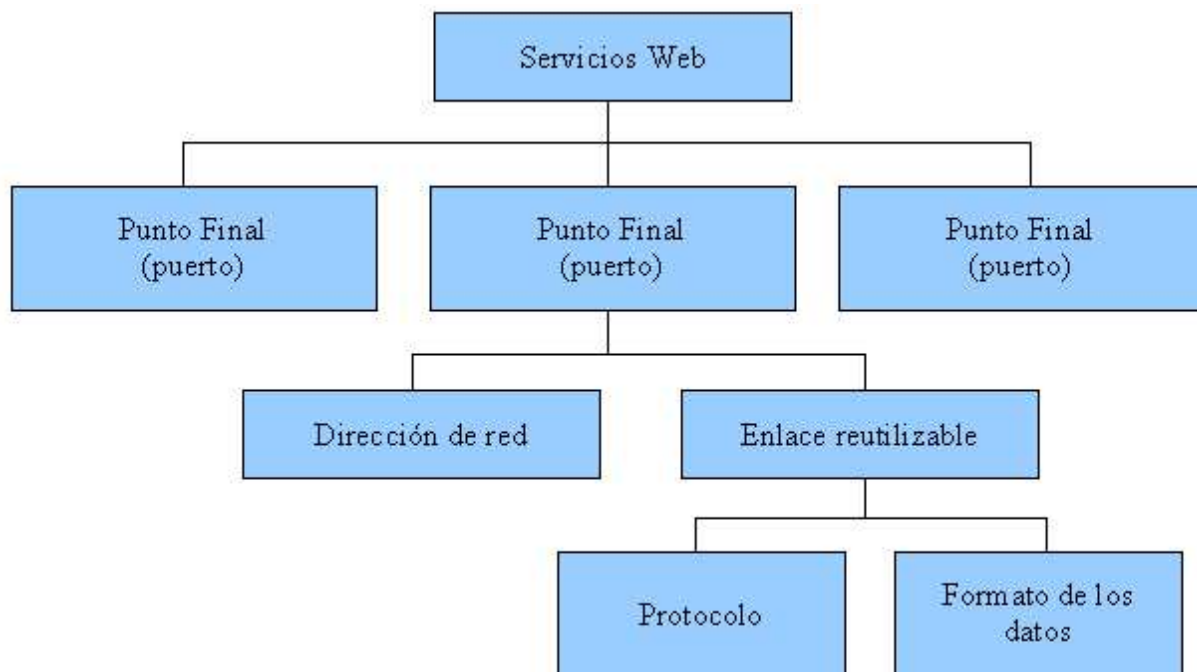 Servicios Web
Punto Final
(puerto)
Punto Final
(puerto)
Punto Final
(puerto)
Dirección de red
Enlace reutilizable
Protocolo
Formato de los
datos